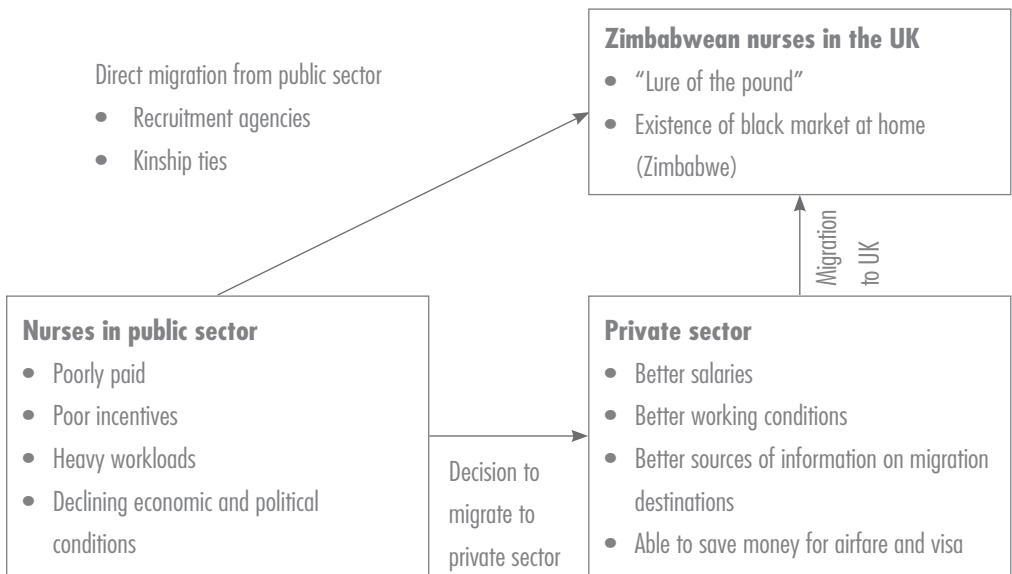 Direct migration from public sector
• Recruitment agencies
• Kinship ties
Zimbabwean nurses in the UK
• “Lure of the pound”
• Existence of black market at home
(Zimbabwe)
Migration
to UK
Nurses in public sector
• Poorly paid
• Poor incentives
• Heavy workloads
• Declining economic and political
conditions
Decision to
migrate to
private sector
Private sector
• Better salaries
• Better working conditions
• Better sources of information on migration
destinations
• Able to save money for airfare and visa